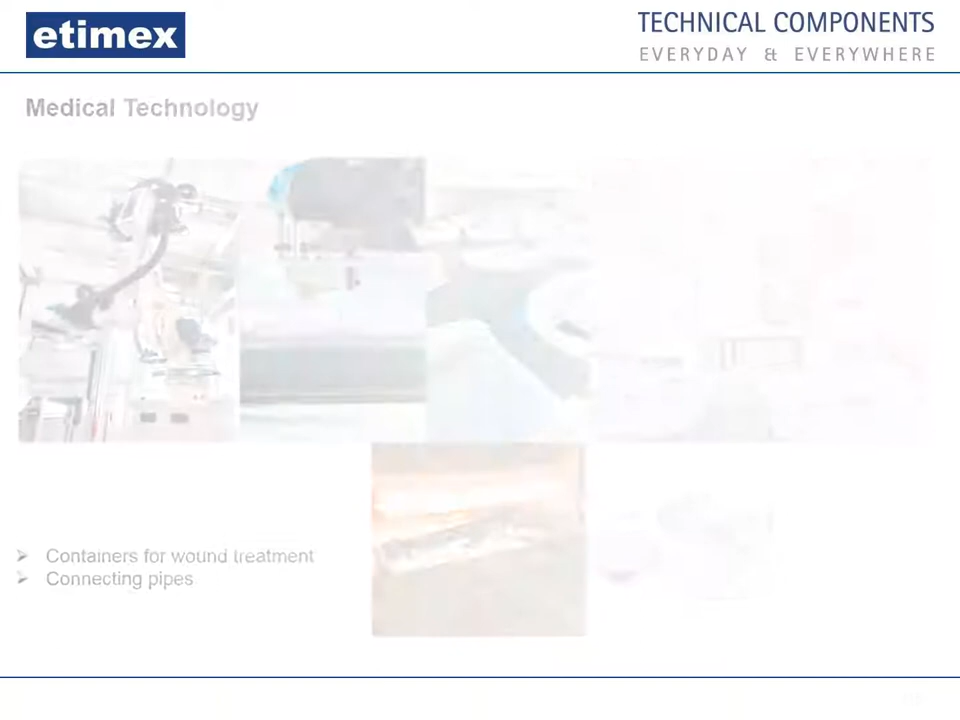 etimex
TECHNICAL COMPONENTS
EVERYDAY & EVERYWHERE
Medical Technology
➢ Containers for wound treatment
➢ Connecting pipes